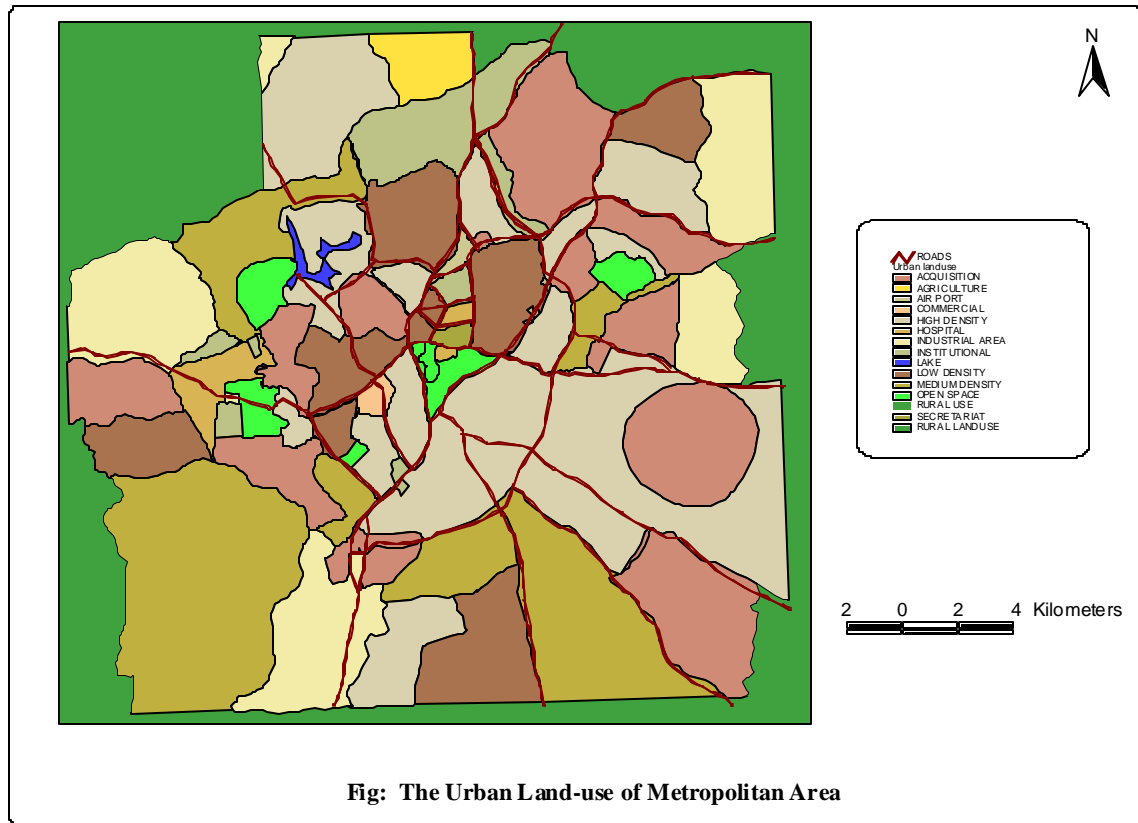 N
ROADS
Urban landuse
ACQUISITION
AGRICULTURE
AIR PORT
COMMERCIAL
HIGH DENSITY
HOSPITAL
INDUSTRIAL AREA
INSTITUTIONAL
LAKE
LOW DENSITY
MEDIUM DENSITY
OPEN SPACE
RURAL USE
SECRETARIAT
RURAL LANDUSE
2 0 2 4 Kilometers
Fig: The Urban Land-use of Metropolitan Area